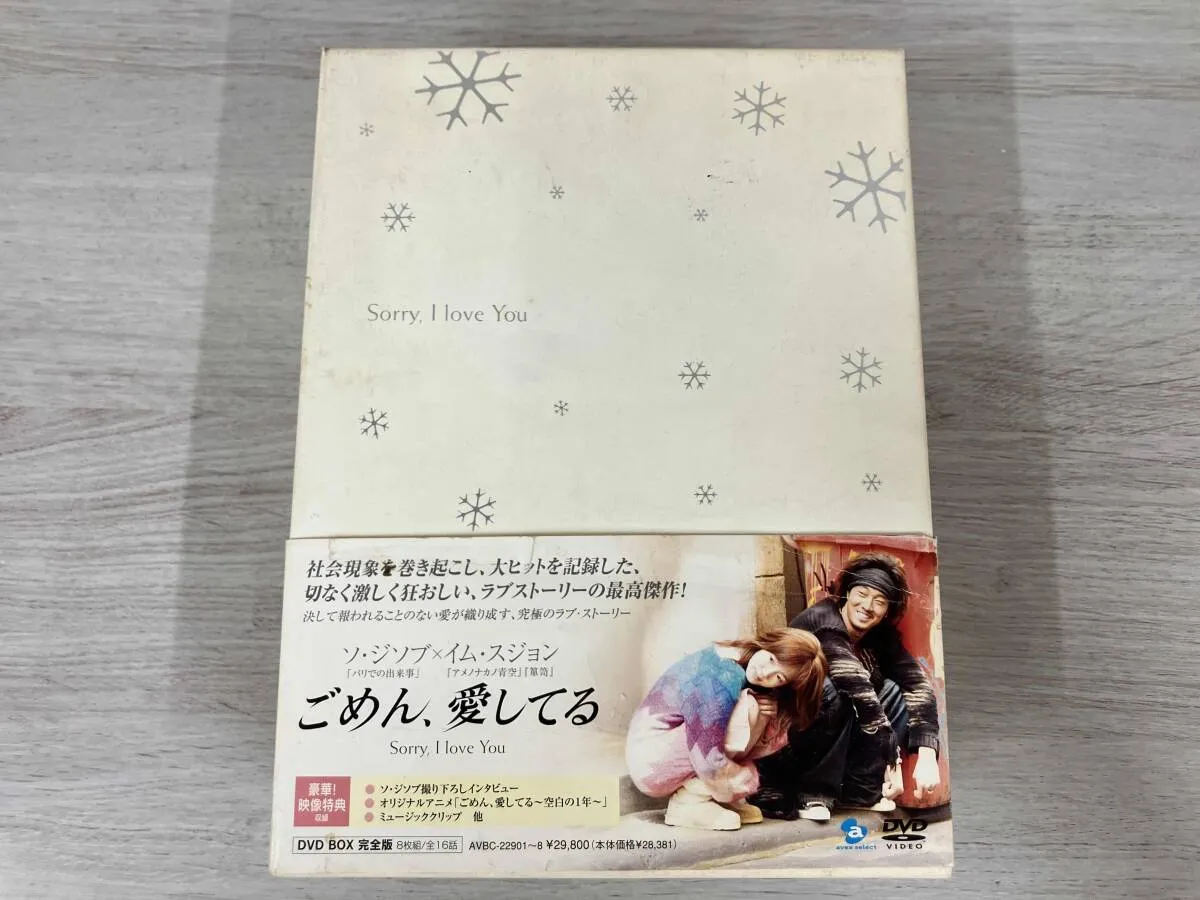 Sorry, I love You
社会現象を巻き起こし、大ヒットを記録した、
切なく激しく狂おしい、ラブストーリーの最高傑作!
決して報われることのない愛が織り成す、究極のラブ・ストーリー
ソ・ジソブ×イム・スジョン
「バリでの出来事」 『アメノナカノ青空』『箪笥』
ごめん、愛してる
Sorry, I love You
豪華!
映像特典
収録
● ソ・ジソブ撮り下ろしインタビュー
● オリジナルアニメ「ごめん、愛してる〜空白の1年〜」
● ミュージッククリップ 他
DVD BOX 完全版 8枚組/全16話 AVBC-22901〜8 ¥29,800(本体価格¥28,381)
a
avex select
DVD
VIDEO